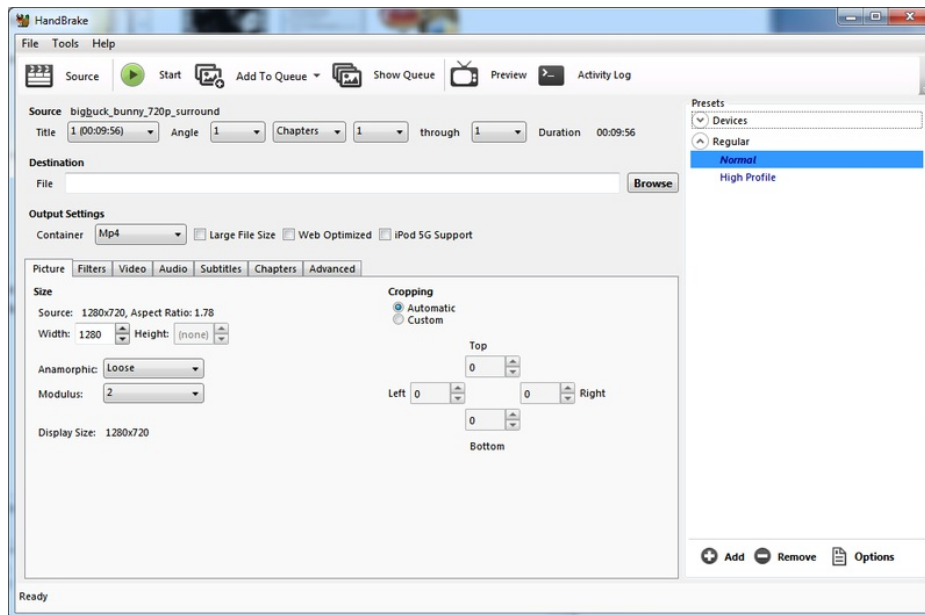 HandBrake
File Tools Help
Source Start Add To Queue Show Queue Preview Activity Log
Source bigbuck_bunny_720p_surround
Title 1 (00:09:56) Angle 1 Chapters 1 through 1 Duration 00:09:56
Destination
File Browse
Output Settings
Container Mp4 Large File Size Web Optimized iPod 5G Support
Picture Filters Video Audio Subtitles Chapters Advanced
Size
Source: 1280x720, Aspect Ratio: 1.78
Width: 1280 Height: (none)
Anamorphic: Loose
Modulus: 2
Display Size: 1280x720
Cropping
Automatic
Custom
Top
0
Left 0 0 Right
0
Bottom
Presets
Devices
Regular
Normal
High Profile
Add Remove Options
Ready